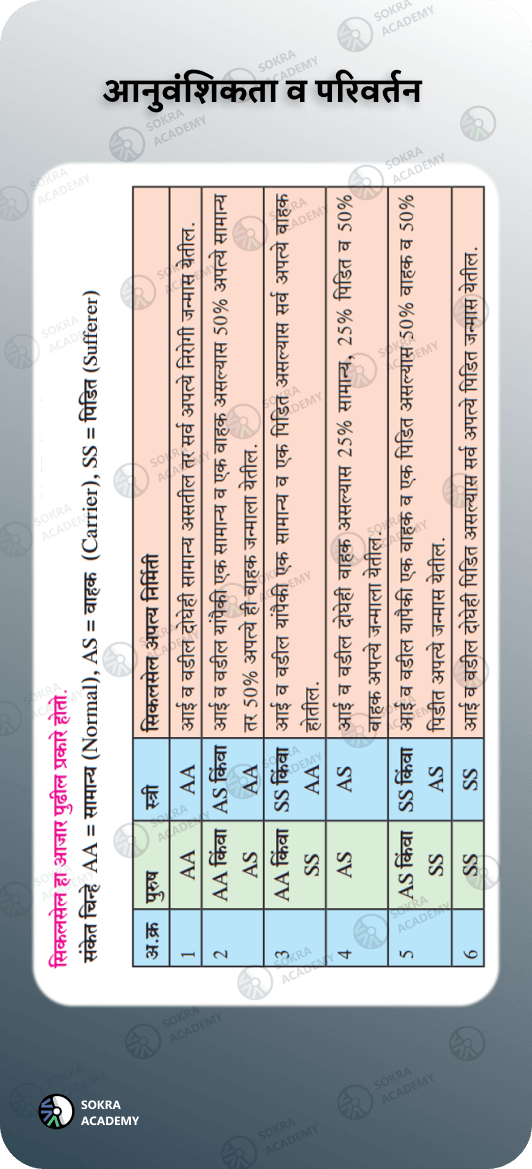 आनुवंशिकता व परिवर्तन
सिकलसेल हा आजार पुढील प्रकारे होतो.
संकेत चिन्हे AA = सामान्य (Normal), AS = वाहक (Carrier), SS = पिडित (Sufferer)
अ.क्र पुरुष स्त्री सिकलसेल अपत्य निर्मिती
1 AA AA आई व वडील दोघेही सामान्य असतील तर सर्व अपत्ये निरोगी जन्मास येतील.
2 AA किंवा AS किंवा आई व वडील यांपैकी एक सामान्य व एक वाहक असल्यास 50% अपत्ये सामान्य
AS AA तर 50% अपत्ये ही वाहक जन्माला येतील.
3 AA किंवा SS किंवा आई व वडील यांपैकी एक सामान्य व एक पिडित असल्यास सर्व अपत्ये वाहक
SS AA होतील.
4 AS AS आई व वडील दोघेही वाहक असल्यास 25% सामान्य, 25% पिडित व 50%
वाहक अपत्ये जन्माला येतील.
5 AS किंवा SS किंवा आई व वडील यापैकी एक वाहक व एक पिडित असल्यास 50% वाहक व 50%
SS AS पिडीत अपत्ये जन्मास येतील.
6 SS SS आई व वडील दोघेही पिडित असल्यास सर्व अपत्ये पिडित जन्मास येतील.
SOKRA
ACADEMY